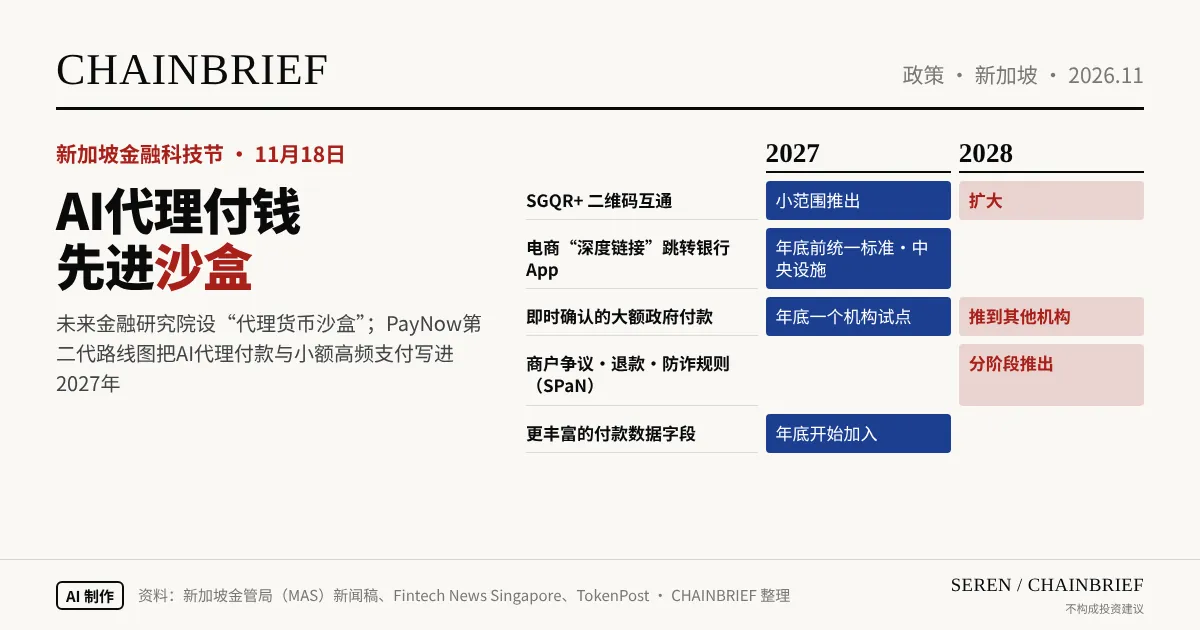 CHAINBRIEF
政策 · 新加坡 · 2026.11
新加坡金融科技节 · 11月18日
AI代理付钱
先进沙盒
未来金融研究院设“代理货币沙盒”；PayNow第
二代路线图把AI代理付款与小额高频支付写进
2027年
2027
2028
SGQR+ 二维码互通
小范围推出
扩大
电商“深度链接”跳转银行
App
年底前统一标准·中
央设施
即时确认的大额政府付款
年底一个机构试点
推到其他机构
商户争议·退款·防诈规则
（SPaN）
分阶段推出
更丰富的付款数据字段
年底开始加入
AI 制作
资料：新加坡金管局（MAS）新闻稿、Fintech News Singapore、TokenPost · CHAINBRIEF 整理
SEREN / CHAINBRIEF
不构成投资建议